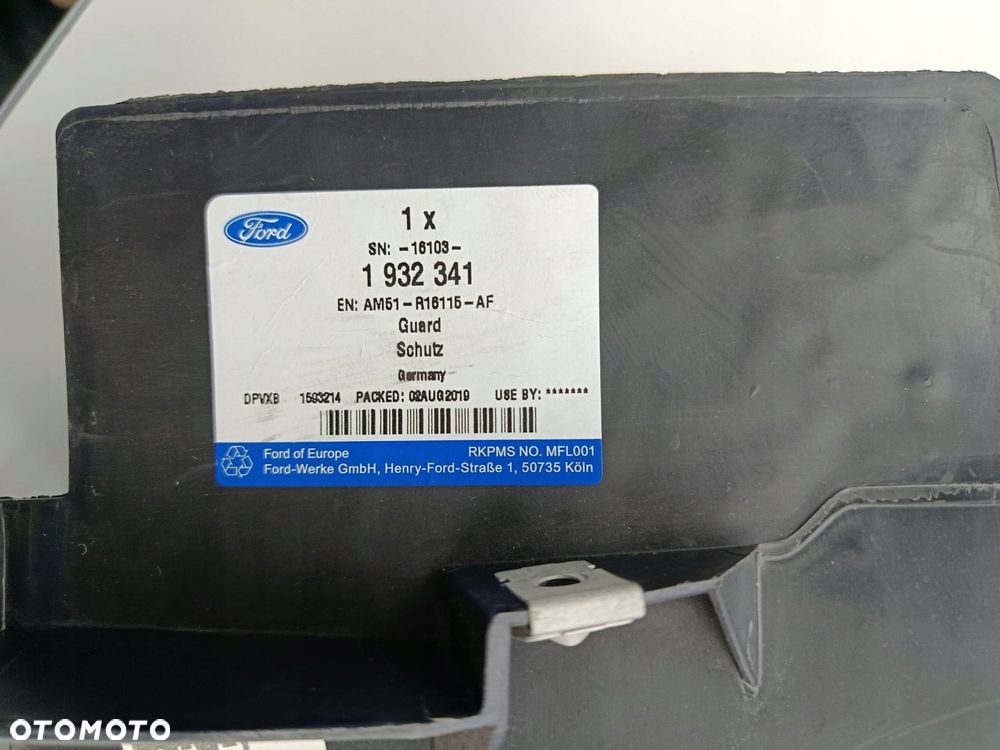 Ford
1 x
SN: -16103-
1 932 341
EN: AM51-R16115-AF
Guard
Schutz
Germany
DPVXB 1593214 PACKED: 02AUG2019 USE BY: *******
Ford of Europe RKPMS NO. MFL001
Ford-Werke GmbH, Henry-Ford-Straße 1, 50735 Köln
OTOMOTO